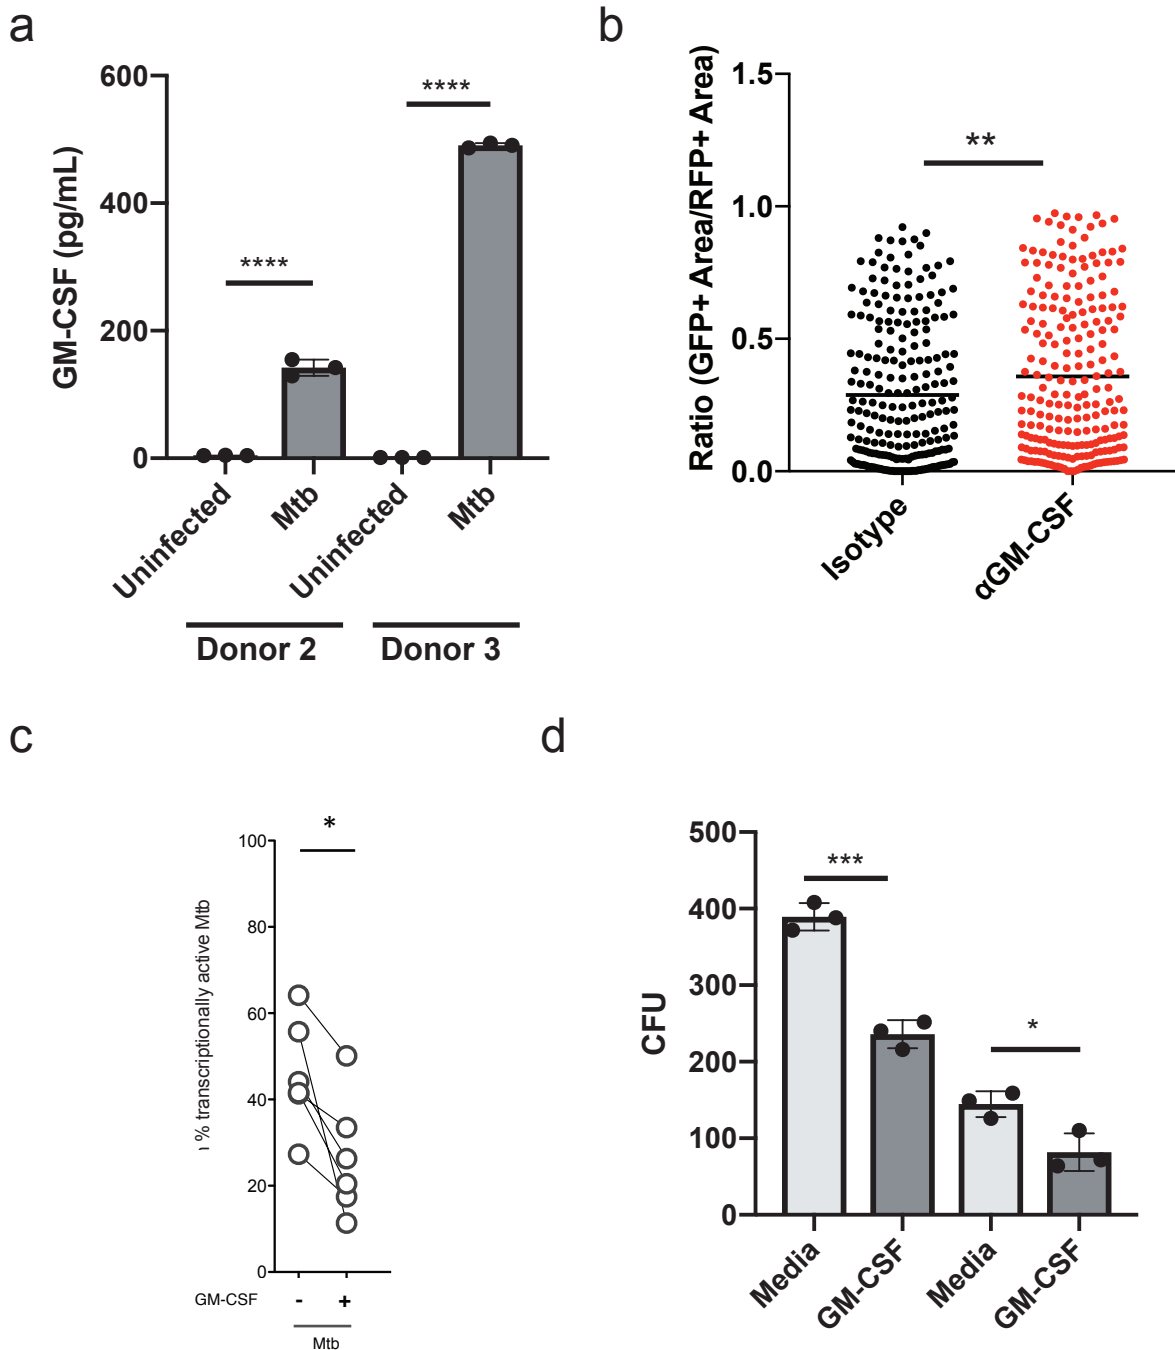 a
GM-CSF (pg/mL)
600
400
200
0
****
****
Uninfected
Mtb
Uninfected
Mtb
Donor 2
Donor 3
b
Ratio (GFP+ Area/RFP+ Area)
1.5
1.0
0.5
0.0
**
Isotype
αGM-CSF
c
% transcriptionally active Mtb
100
80
60
40
20
0
*
GM-CSF - +
Mtb
d
CFU
500
400
300
200
100
0
***
*
Media
GM-CSF
Media
GM-CSF